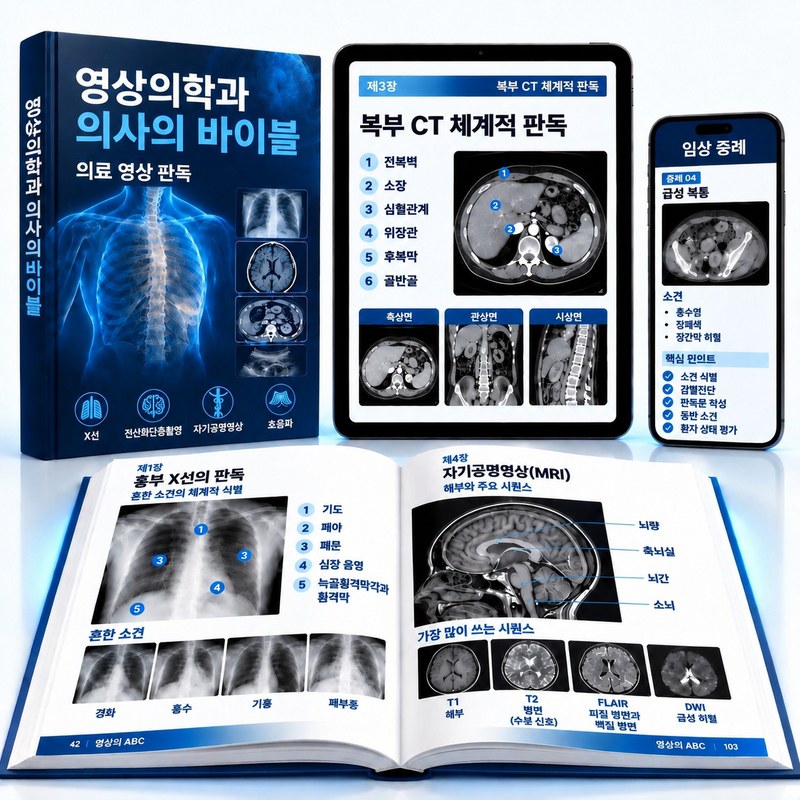 영상의학과 의사의 바이블
영상의학과
의사의 바이블
의료 영상 판독
X선
전산화단층촬영
자기공명영상
초음파
제3장
복부 CT 체계적 판독
복부 CT 체계적 판독
1 전복벽
2 소장
3 심혈관계
4 위장관
5 후복막
6 골반골
1
2
2
3
축상면
관상면
시상면
임상 중례
증례 04
급성 복통
소견
• 흉수염
• 장폐색
• 장간막 허혈
핵심 포인트
소견 식별
감별진단
판독문 작성
동반 소견
환자 상태 평가
제1장
흉부 X선의 판독
흔한 소견의 체계적 식별
1
3
3
4
5
1 기도
2 폐야
3 폐문
4 심장 음영
5 늑골횡격막각과
횡격막
흔한 소견
경화
흉수
기흉
폐부종
42 | 영상의 ABC
제4장
자기공명영상(MRI)
해부와 주요 시퀀스
뇌량
측뇌실
뇌간
소뇌
가장 많이 쓰는 시퀀스
T1
해부
T2
병변
(수분 신호)
FLAIR
피질 병변과
백질 병변
DWI
급성 허혈
영상의 ABC | 103